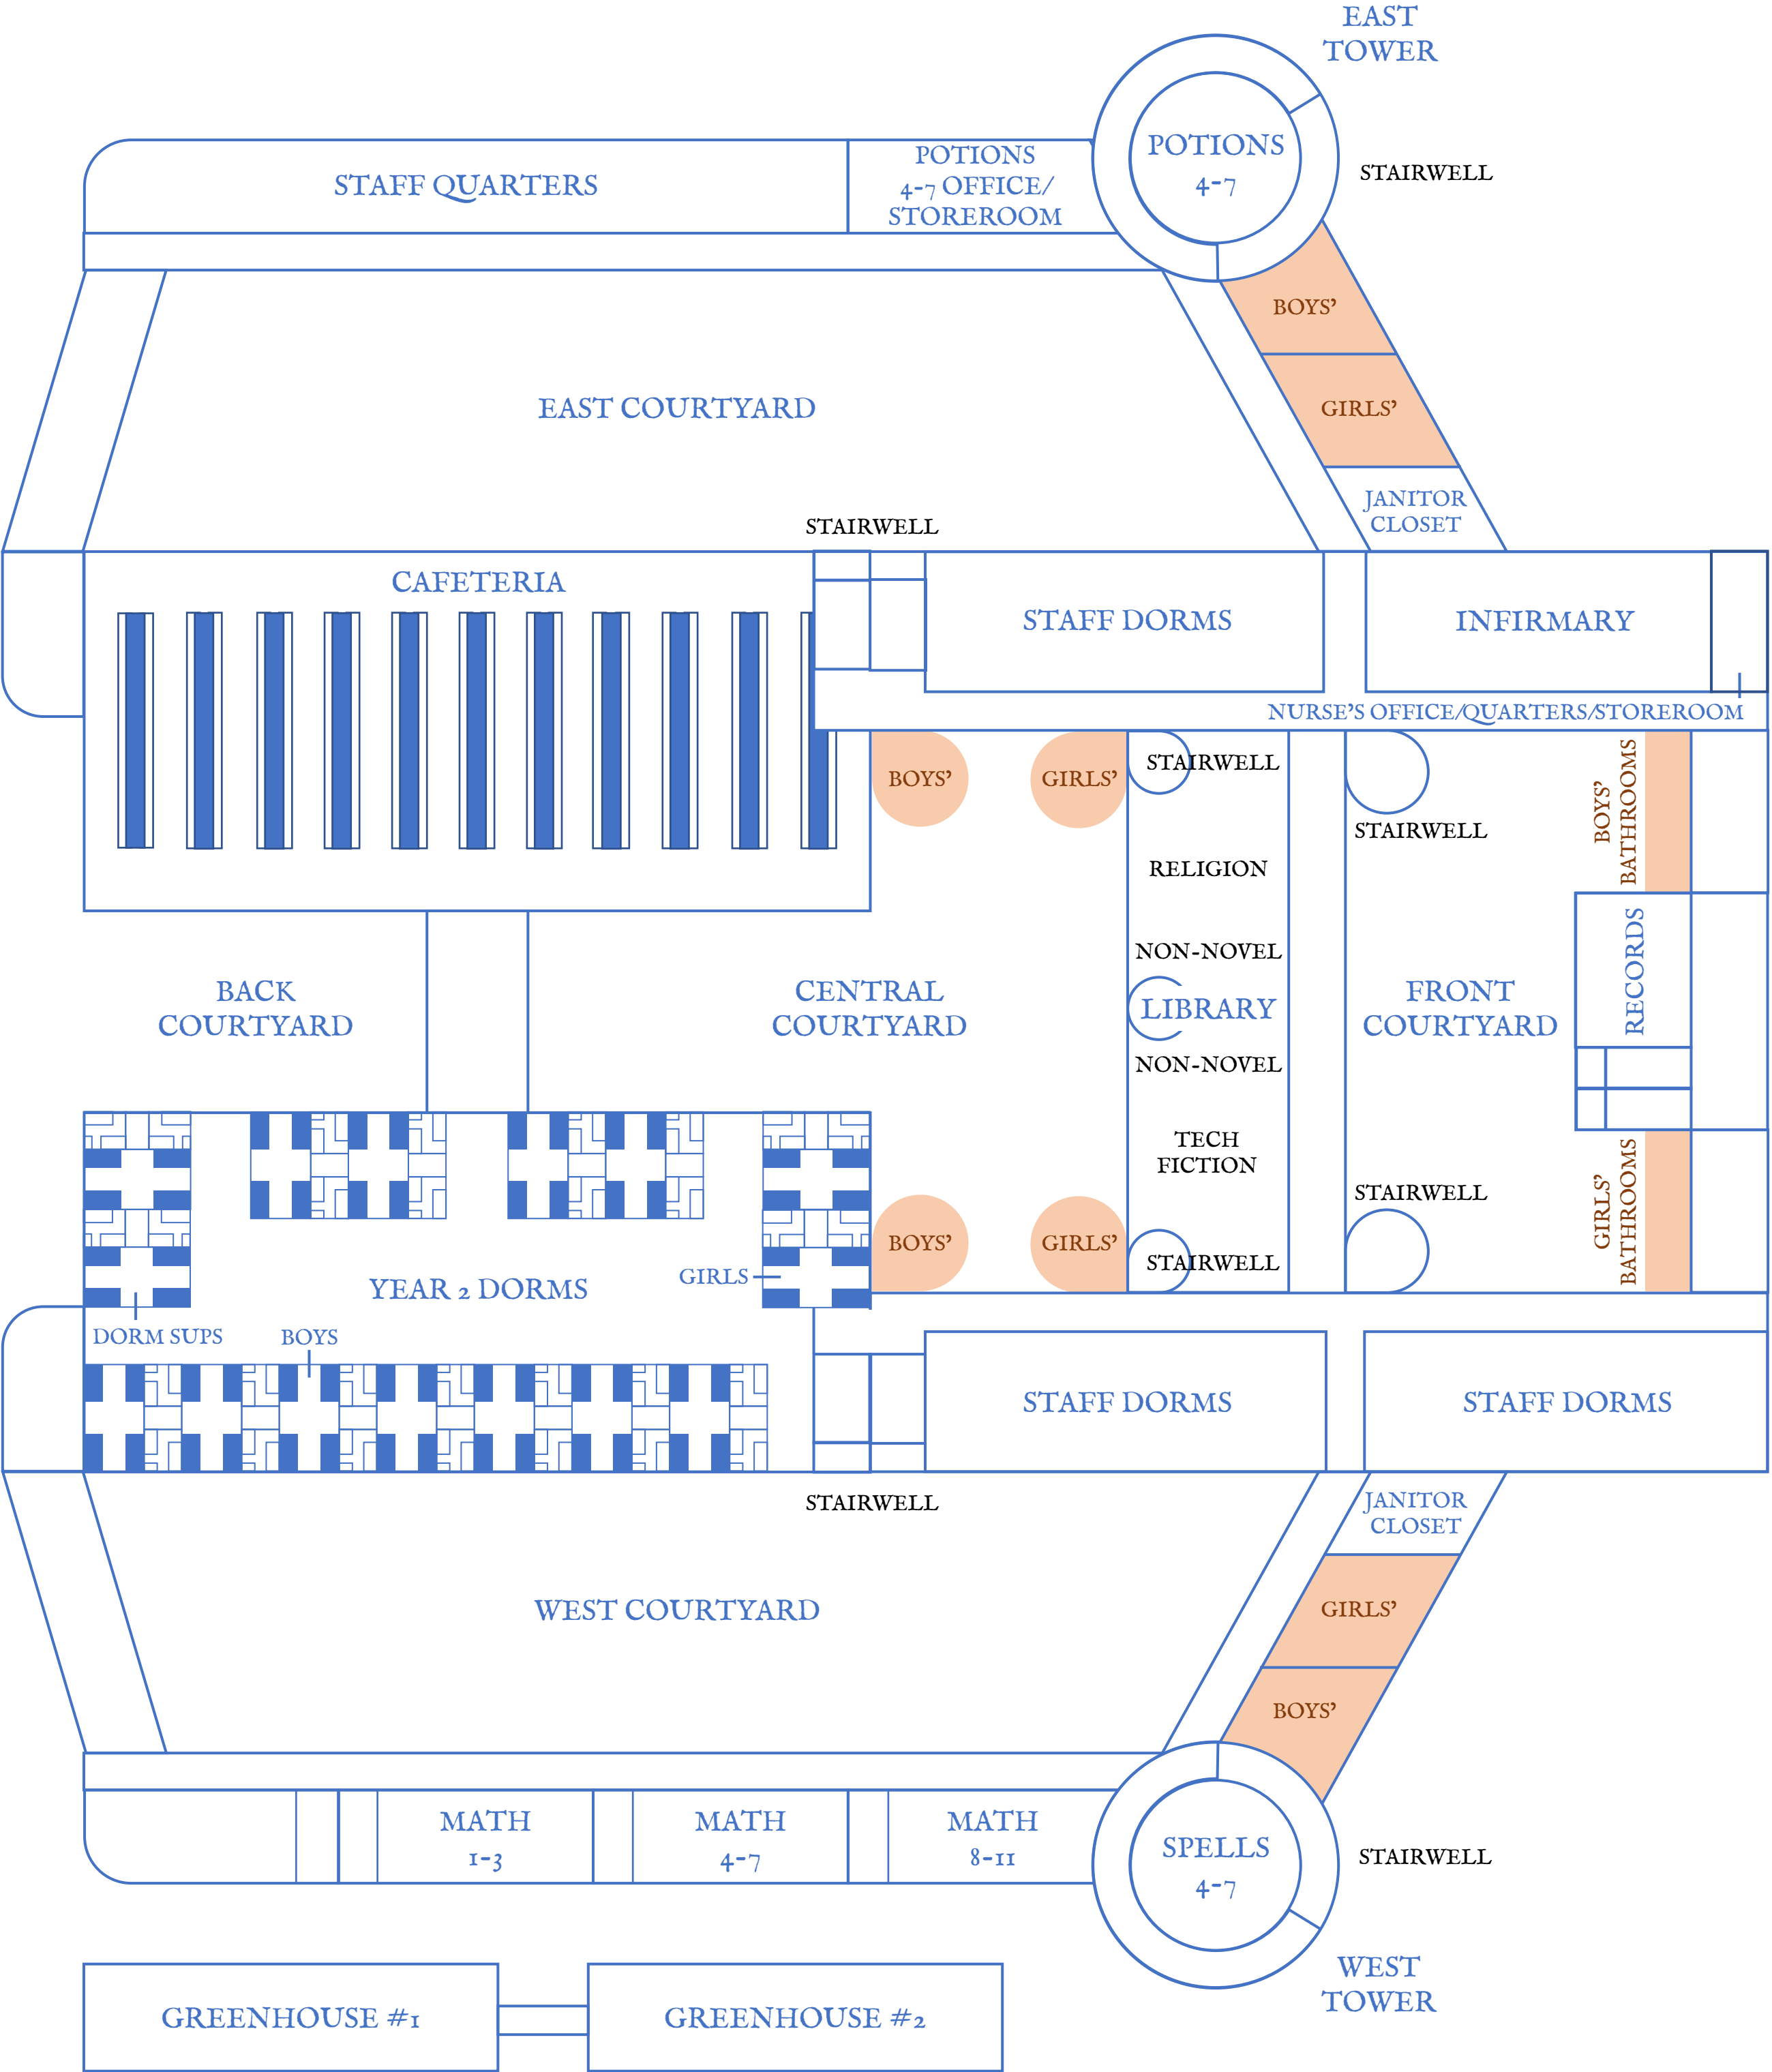 EAST
TOWER
POTIONS
4-7
STAIRWELL
STAFF QUARTERS
POTIONS
4-7 OFFICE/
STOREROOM
BOYS'
GIRLS'
EAST COURTYARD
JANITOR
CLOSET
STAIRWELL
CAFETERIA
STAFF DORMS
INFIRMARY
NURSE'S OFFICE/QUARTERS/STOREROOM
BOYS'
GIRLS'
STAIRWELL
STAIRWELL
BOYS'
BATHROOMS
RELIGION
NON-NOVEL
RECORDS
BACK
COURTYARD
CENTRAL
COURTYARD
LIBRARY
FRONT
COURTYARD
NON-NOVEL
TECH
FICTION
STAIRWELL
GIRLS'
BATHROOMS
BOYS'
GIRLS'
STAIRWELL
GIRLS
YEAR 2 DORMS
DORM SUPS
BOYS
STAFF DORMS
STAFF DORMS
STAIRWELL
JANITOR
CLOSET
GIRLS'
WEST COURTYARD
BOYS'
MATH
1-3
MATH
4-7
MATH
8-11
SPELLS
4-7
STAIRWELL
WEST
TOWER
GREENHOUSE #1
GREENHOUSE #2